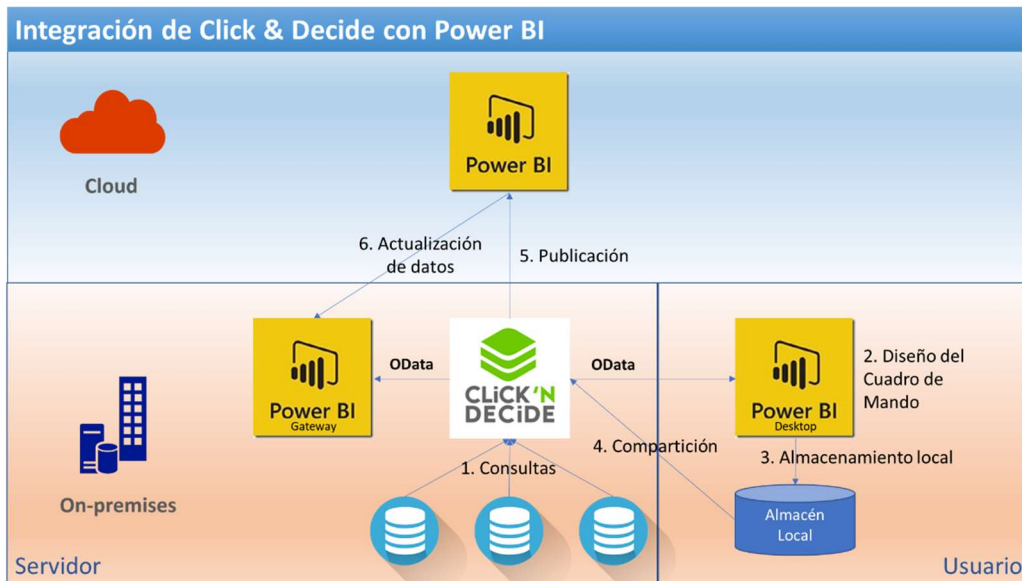 Integración de Click & Decide con Power BI
Power BI
Cloud
6. Actualización
de datos
5. Publicación
Power BI
Gateway
OData
CLiCK 'N
DECiDE
OData
Power BI
Desktop
2. Diseño del
Cuadro de
Mando
4. Compartición
3. Almacenamiento local
1. Consultas
On-premises
Almacén
Local
Servidor
Usuario